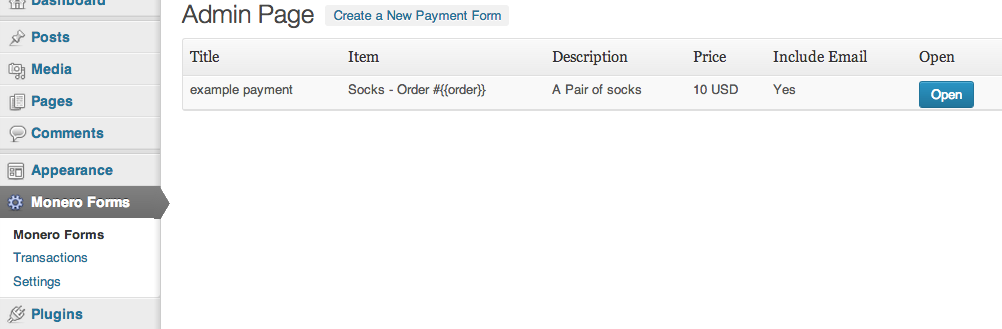 Dashboard
Posts
Media
Pages
Comments
Appearance
Monero Forms
Monero Forms
Transactions
Settings
Plugins
Admin Page Create a New Payment Form
Title Item Description Price Include Email Open
example payment Socks - Order #{{order}} A Pair of socks 10 USD Yes Open